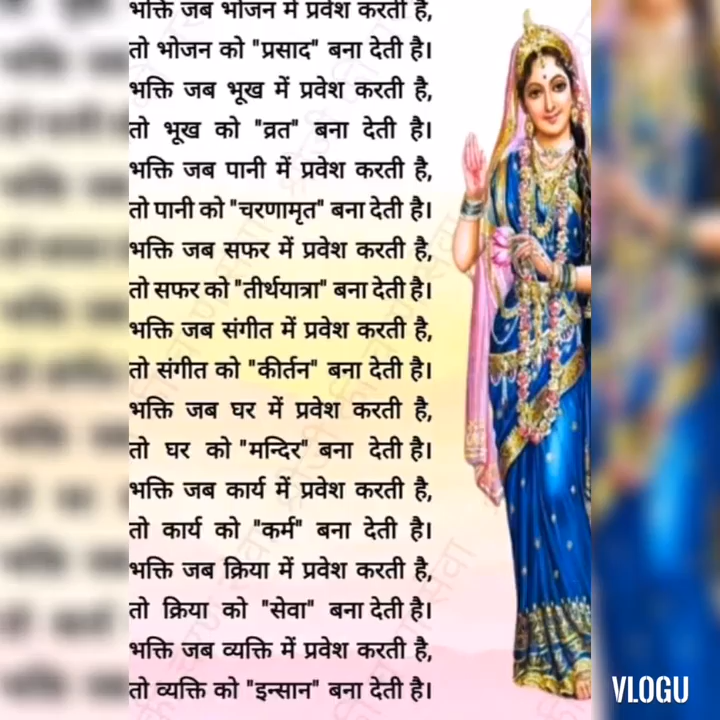 भक्ति जब भोजन में प्रवेश करती है,
तो भोजन को "प्रसाद" बना देती है।
भक्ति जब भूख में प्रवेश करती है,
तो भूख को "व्रत" बना देती है।
भक्ति जब पानी में प्रवेश करती है,
तो पानी को "चरणामृत" बना देती है।
भक्ति जब सफर में प्रवेश करती है,
तो सफर को "तीर्थयात्रा" बना देती है।
भक्ति जब संगीत में प्रवेश करती है,
तो संगीत को "कीर्तन" बना देती है।
भक्ति जब घर में प्रवेश करती है,
तो घर को "मन्दिर" बना देती है।
भक्ति जब कार्य में प्रवेश करती है,
तो कार्य को "कर्म" बना देती है।
भक्ति जब क्रिया में प्रवेश करती है,
तो क्रिया को "सेवा" बना देती है।
भक्ति जब व्यक्ति में प्रवेश करती है,
तो व्यक्ति को "इन्सान" बना देती है।
VLOGU